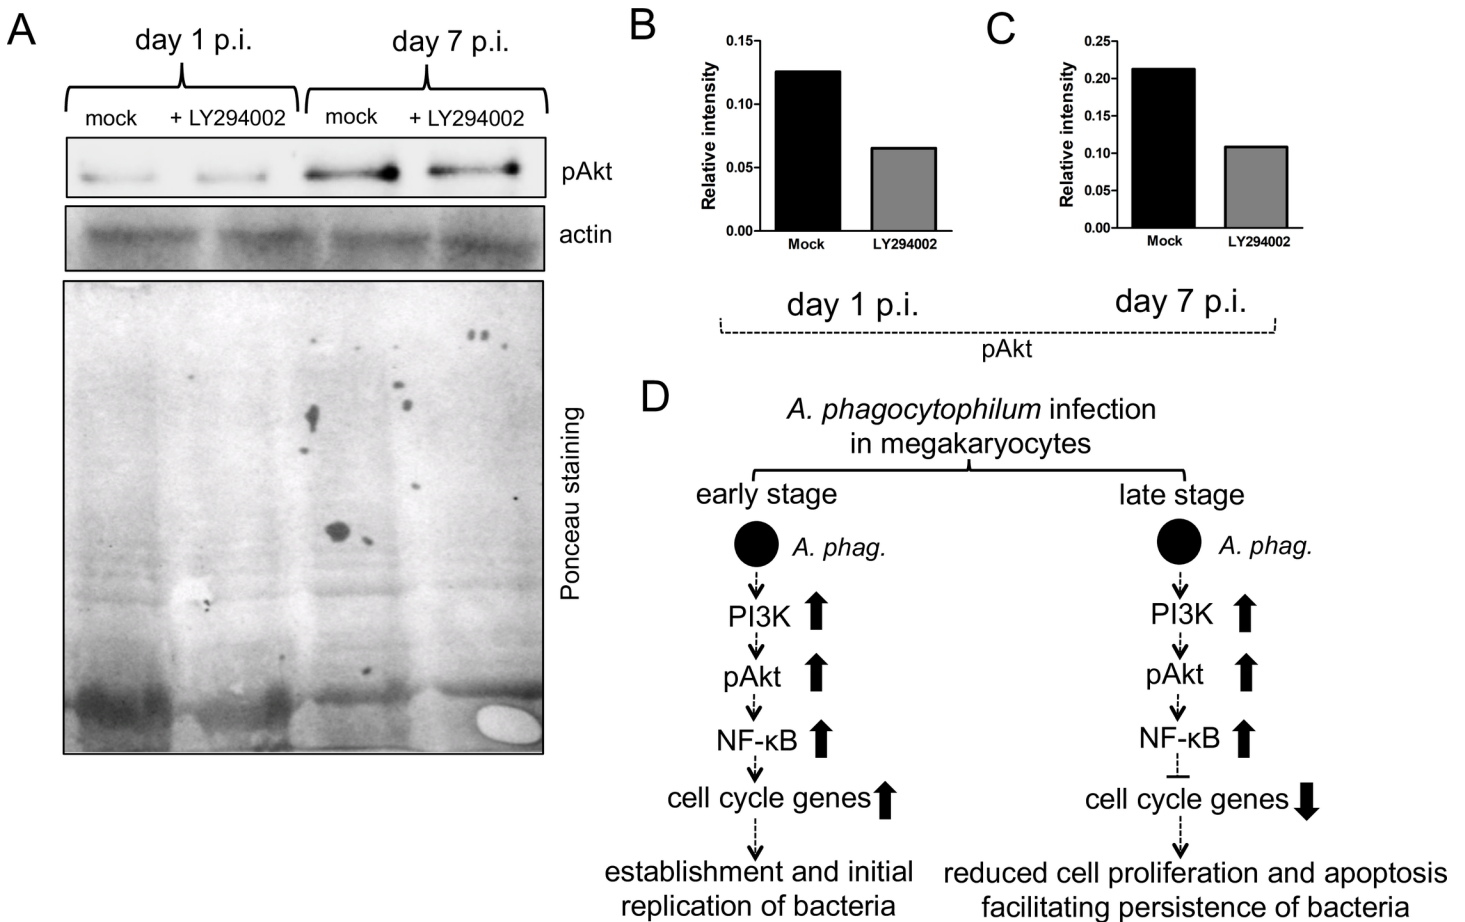 A
day 1 p.i.
day 7 p.i.
mock
+ LY294002
mock
+ LY294002
pAkt
actin
Ponceau staining
B
0.15
0.10
0.05
0.00
Relative intensity
Mock
LY294002
day 1 p.i.
C
0.25
0.20
0.15
0.10
0.05
0.00
Relative intensity
Mock
LY294002
day 7 p.i.
pAkt
D
A. phagocytophilum infection
in megakaryocytes
early stage
A. phag.
PI3K
pAkt
NF-κB
cell cycle genes
establishment and initial
replication of bacteria
late stage
A. phag.
PI3K
pAkt
NF-κB
cell cycle genes
reduced cell proliferation and apoptosis
facilitating persistence of bacteria